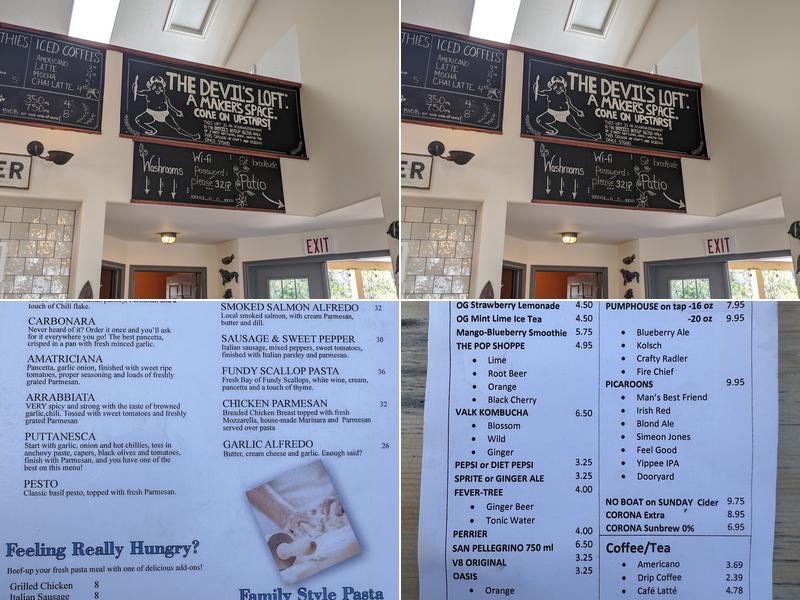 THIES
ICED COFFEES
AMERICANO
LATTE
MOCHA
CHAI LATTE
350ml 4
750ml 8
THE DEVIL'S LOFT:
A MAKER'S SPACE.
COME ON UPSTAIRS!
Washrooms
Wi-fi
Password:
please321?
Sit brookside
Patio
ER
EXIT
THIES
ICED COFFEES
AMERICANO
LATTE
MOCHA
CHAI LATTE
350ml 4
750ml 8
THE DEVIL'S LOFT:
A MAKER'S SPACE.
COME ON UPSTAIRS!
Washrooms
Wi-fi
Password:
please321?
Sit brookside
Patio
ER
EXIT
touch of Chili flake.
CARBONARA
Never heard of it? Order it once and you'll ask
for it everywhere you go! The best pancetta,
crisped in a pan with fresh minced garlic.
AMATRICIANA
Pancetta, garlic onion, finished with sweet ripe
tomatoes, proper seasoning and loads of freshly
grated Parmesan.
ARRABBIATA
VERY spicy and strong with the taste of browned
garlic,chili. Tossed with sweet tomatoes and freshly
grated Parmesan
PUTTANESCA
Start with garlic, onion and hot chillies, toss in
anchovy paste, capers, black olives and tomatoes,
finish with Parmesan, and you have one of the
best on this menu!
PESTO
Classic basil pesto, topped with fresh Parmesan.
Feeling Really Hungry?
Beef-up your fresh pasta meal with one of delicious add-ons!
Grilled Chicken 8
Italian Sausage 8
SMOKED SALMON ALFREDO 32
Local smoked salmon, with cream Parmesan,
butter and dill.
SAUSAGE & SWEET PEPPER 30
Italian sausage, mixed peppers, sweet tomatoes,
finished with Italian parsley and parmesan.
FUNDY SCALLOP PASTA 36
Fresh Bay of Fundy Scallops, white wine, cream,
pancetta and a touch of thyme.
CHICKEN PARMESAN 32
Breaded Chicken Breast topped with fresh
Mozzarella, house-made Marinara and Parmesan
served over pasta
GARLIC ALFREDO 26
Butter, cream cheese and garlic. Enough said?
Family Style Pasta
OG Strawberry Lemonade 4.50
OG Mint Lime Ice Tea 4.50
Mango-Blueberry Smoothie 5.75
THE POP SHOPPE 4.95
• Lime
• Root Beer
• Orange
• Black Cherry
VALK KOMBUCHA 6.50
• Blossom
• Wild
• Ginger
PEPSI or DIET PEPSI 3.25
SPRITE or GINGER ALE 3.25
FEVER-TREE 4.00
• Ginger Beer
• Tonic Water
PERRIER 4.00
SAN PELLEGRINO 750 ml 6.50
V8 ORIGINAL 3.25
OASIS 3.25
• Orange
PUMPHOUSE on tap -16 oz 7.95
-20 oz 9.95
• Blueberry Ale
• Kolsch
• Crafty Radler
• Fire Chief
PICAROONS 9.95
• Man's Best Friend
• Irish Red
• Blond Ale
• Simeon Jones
• Feel Good
• Yippee IPA
• Dooryard
NO BOAT on SUNDAY Cider 9.75
CORONA Extra 8.95
CORONA Sunbrew 0% 6.95
Coffee/Tea
• Americano 3.69
• Drip Coffee 2.39
• Café Latté 4.78